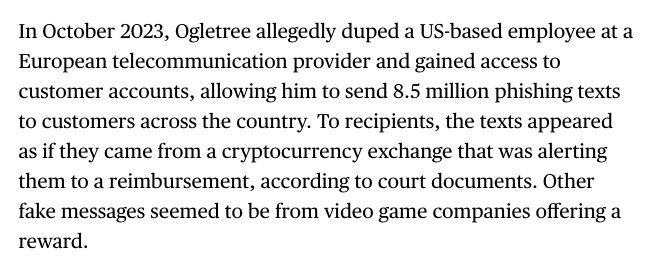 In October 2023, Ogletree allegedly duped a US-based employee at a
European telecommunication provider and gained access to
customer accounts, allowing him to send 8.5 million phishing texts
to customers across the country. To recipients, the texts appeared
as if they came from a cryptocurrency exchange that was alerting
them to a reimbursement, according to court documents. Other
fake messages seemed to be from video game companies offering a
reward.